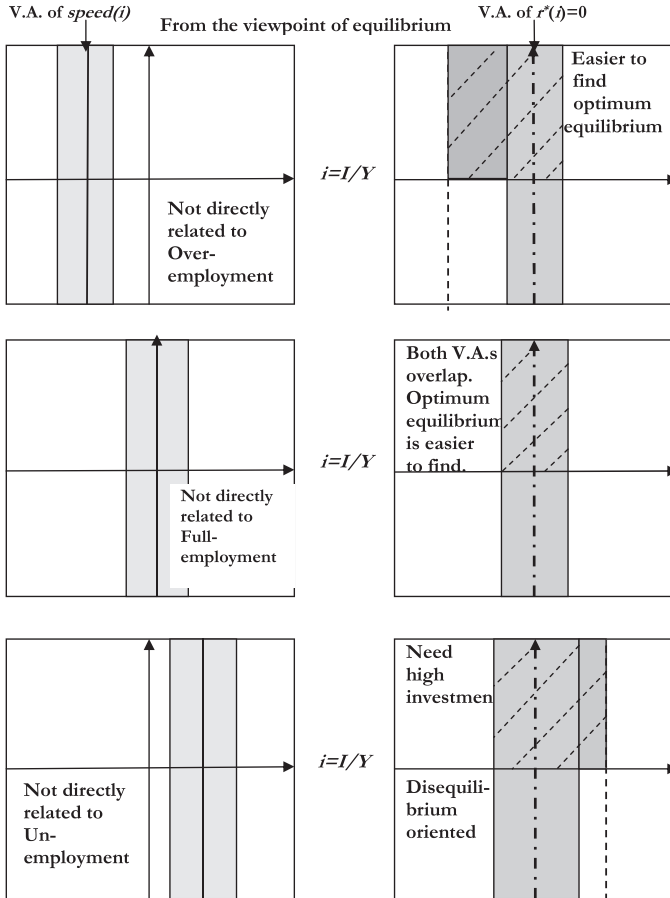 V.A. of speed(i)
From the viewpoint of equilibrium
V.A. of r*(i)=0
Not directly
related to
Over-
employment
i=I/Y
Easier to
find
optimum
equilibrium
Not directly
related to
Full-
employment
i=I/Y
Both V.A.s
overlap.
Optimum
equilibrium
is easier
to find.
Not directly
related to
Un-
employment
i=I/Y
Need
high
investmen
Disequili-
brium
oriented